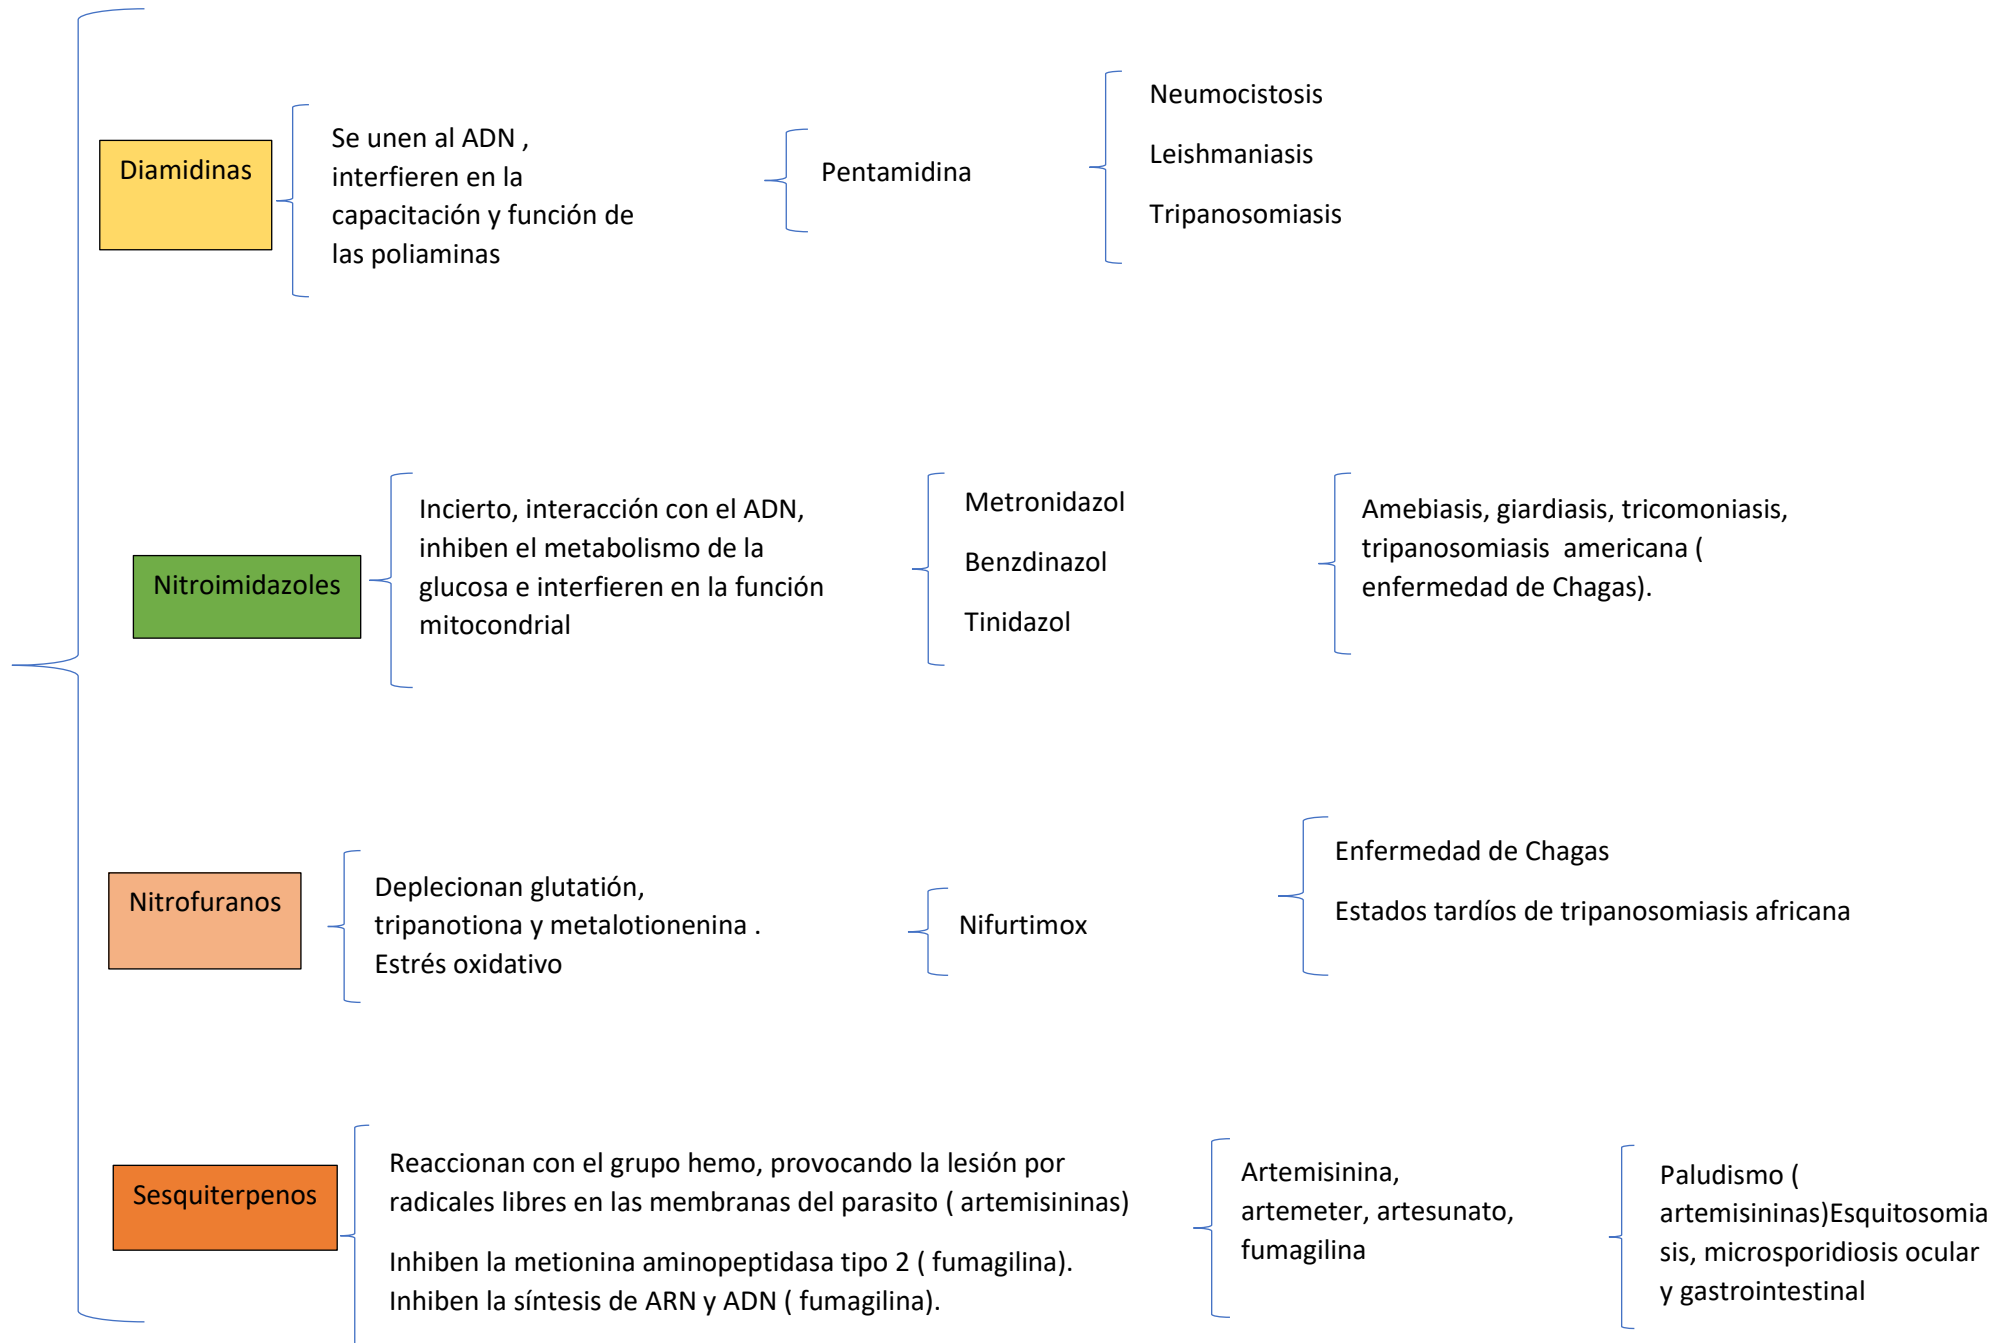 Diamidinas
Se unen al ADN ,
interfieren en la
capacitación y función de
las poliaminas
Pentamidina
Neumocistosis
Leishmaniasis
Tripanosomiasis
Nitroimidazoles
Incierto, interacción con el ADN,
inhiben el metabolismo de la
glucosa e interfieren en la función
mitocondrial
Metronidazol
Benzdinazol
Tinidazol
Amebiasis, giardiasis, tricomoniasis,
tripanosomiasis  americana (
enfermedad de Chagas).
Nitrofuranos
Deplecionan glutatión,
tripanotiona y metalotionenina .
Estrés oxidativo
Nifurtimox
Enfermedad de Chagas
Estados tardíos de tripanosomiasis africana
Sesquiterpenos
Reaccionan con el grupo hemo, provocando la lesión por
radicales libres en las membranas del parasito ( artemisininas)
Inhiben la metionina aminopeptidasa tipo 2 ( fumagilina).
Inhiben la síntesis de ARN y ADN ( fumagilina).
Artemisinina,
artemeter, artesunato,
fumagilina
Paludismo (
artemisininas)Esquitosomia
sis, microsporidiosis ocular
y gastrointestinal